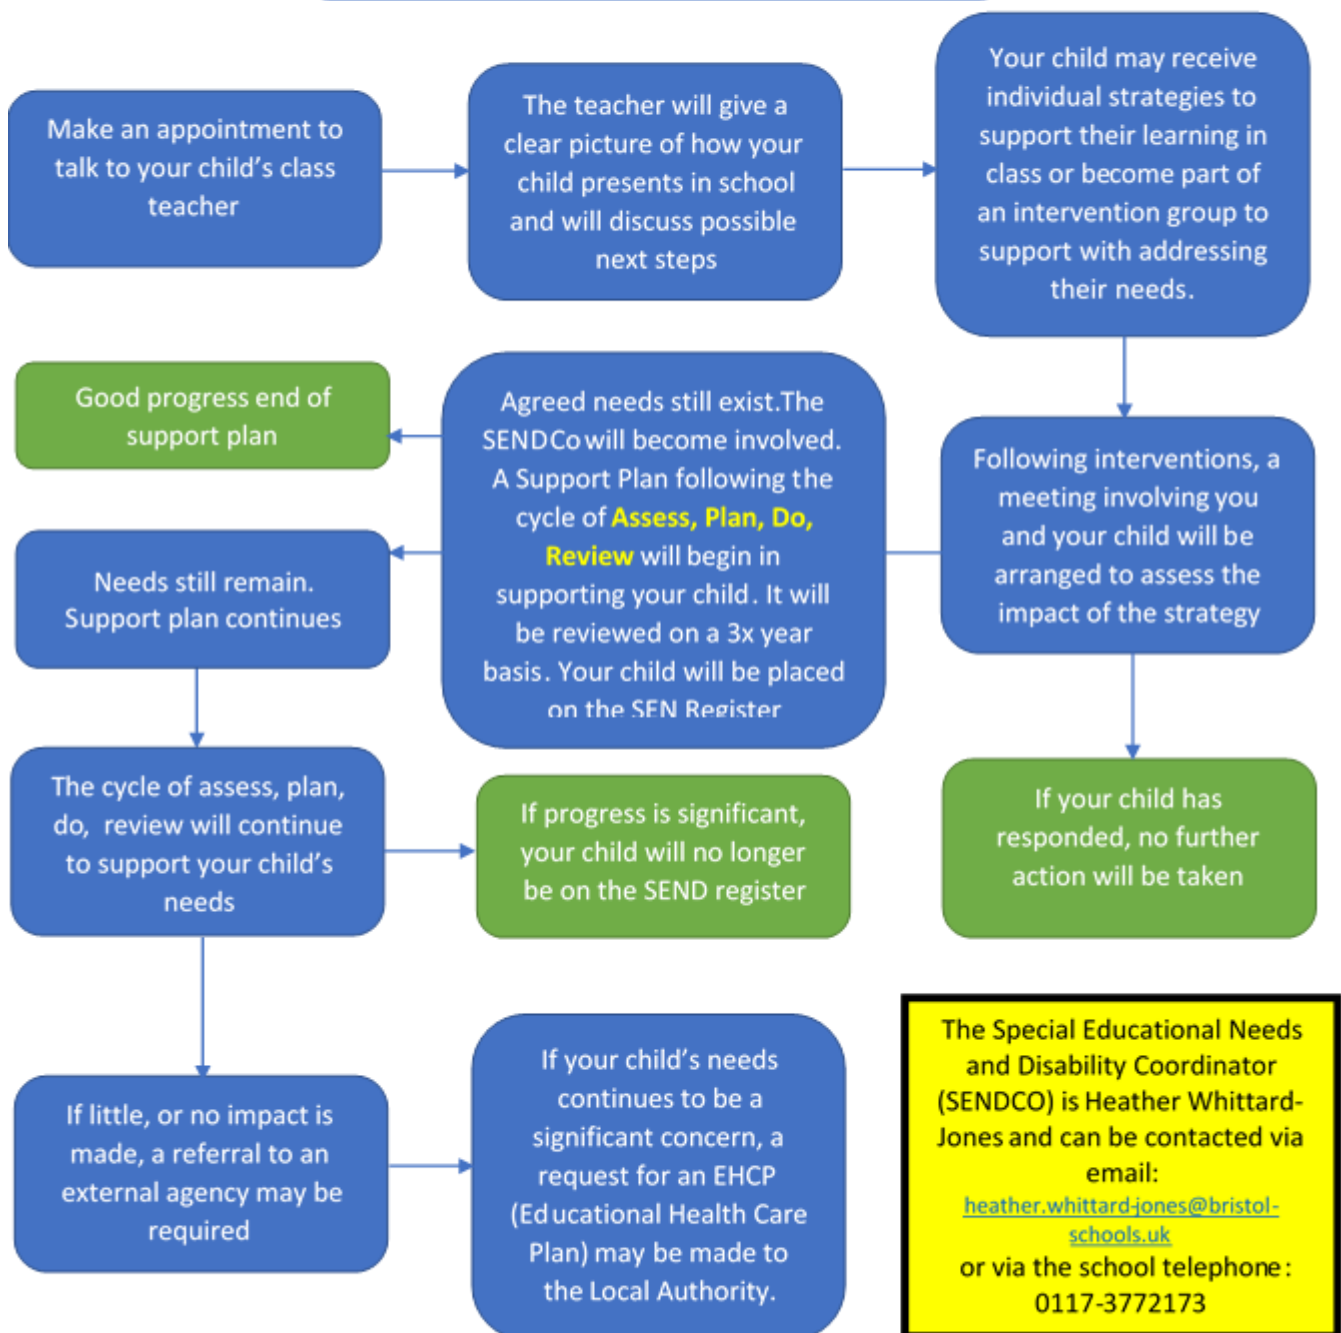 Make an appointment to
talk to your child’s class
teacher
The teacher will give a
clear picture of how your
child presents in school
and will discuss possible
next steps
Your child may receive
individual strategies to
support their learning in
class or become part of
an intervention group to
support with addressing
their needs.
Following interventions, a
meeting involving you
and your child will be
arranged to assess the
impact of the strategy
If your child has
responded, no further
action will be taken
Agreed needs still exist.The
SENDCo will become involved.
A Support Plan following the
cycle of Assess, Plan, Do,
Review will begin in
supporting your child. It will
be reviewed on a 3x year
basis. Your child will be placed
on the SEN Register
Good progress end of
support plan
Needs still remain.
Support plan continues
The cycle of assess, plan,
do, review will continue
to support your child’s
needs
If progress is significant,
your child will no longer
be on the SEND register
If little, or no impact is
made, a referral to an
external agency may be
required
If your child’s needs
continues to be a
significant concern, a
request for an EHCP
(Educational Health Care
Plan) may be made to
the Local Authority.
The Special Educational Needs
and Disability Coordinator
(SENDCO) is Heather Whittard-
Jones and can be contacted via
email:
heather.whittard-jones@bristol-
schools.uk
or via the school telephone:
0117-3772173